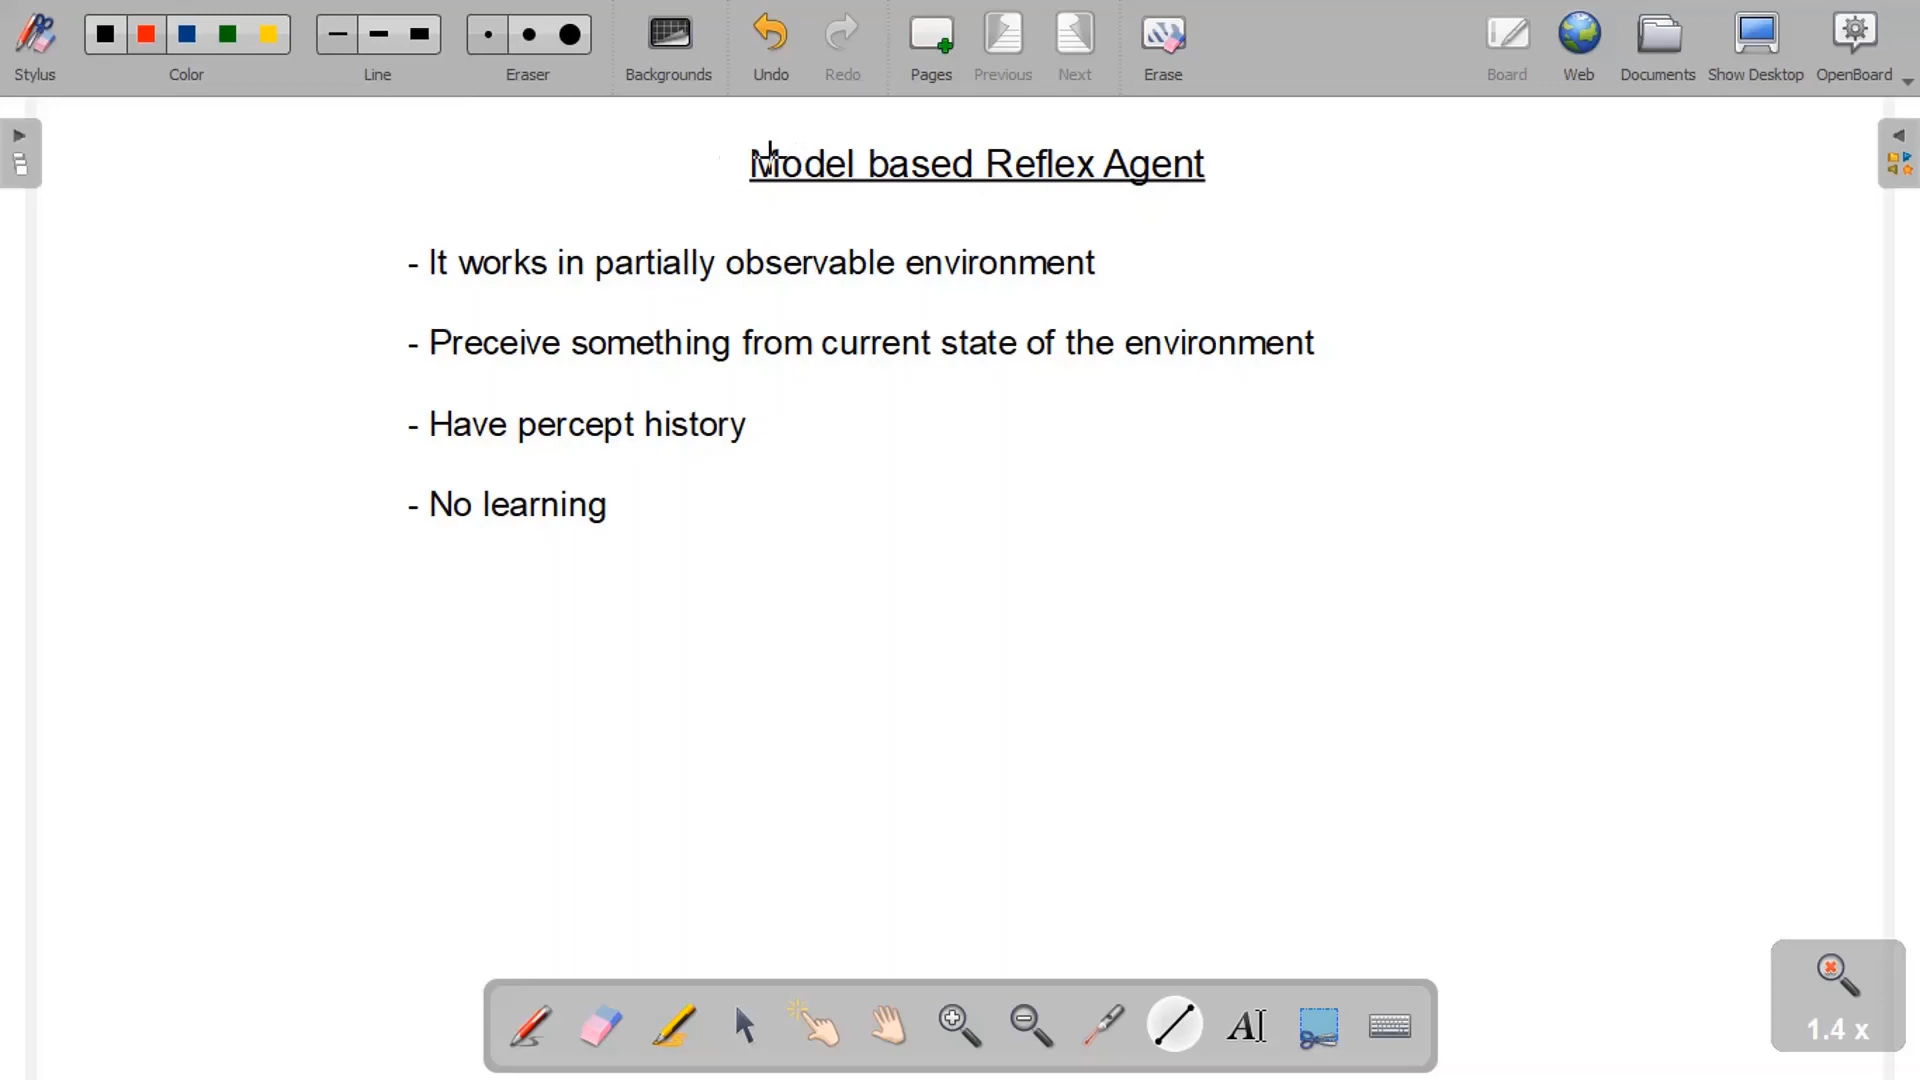 Stylus
Color
Line
Eraser
Backgrounds
Undo
Redo
Pages
Previous
Next
Erase
Board
Web
Documents
Show Desktop
OpenBoard
Model based Reflex Agent
- It works in partially observable environment
- Preceive something from current state of the environment
- Have percept history
- No learning
AI
1.4 x